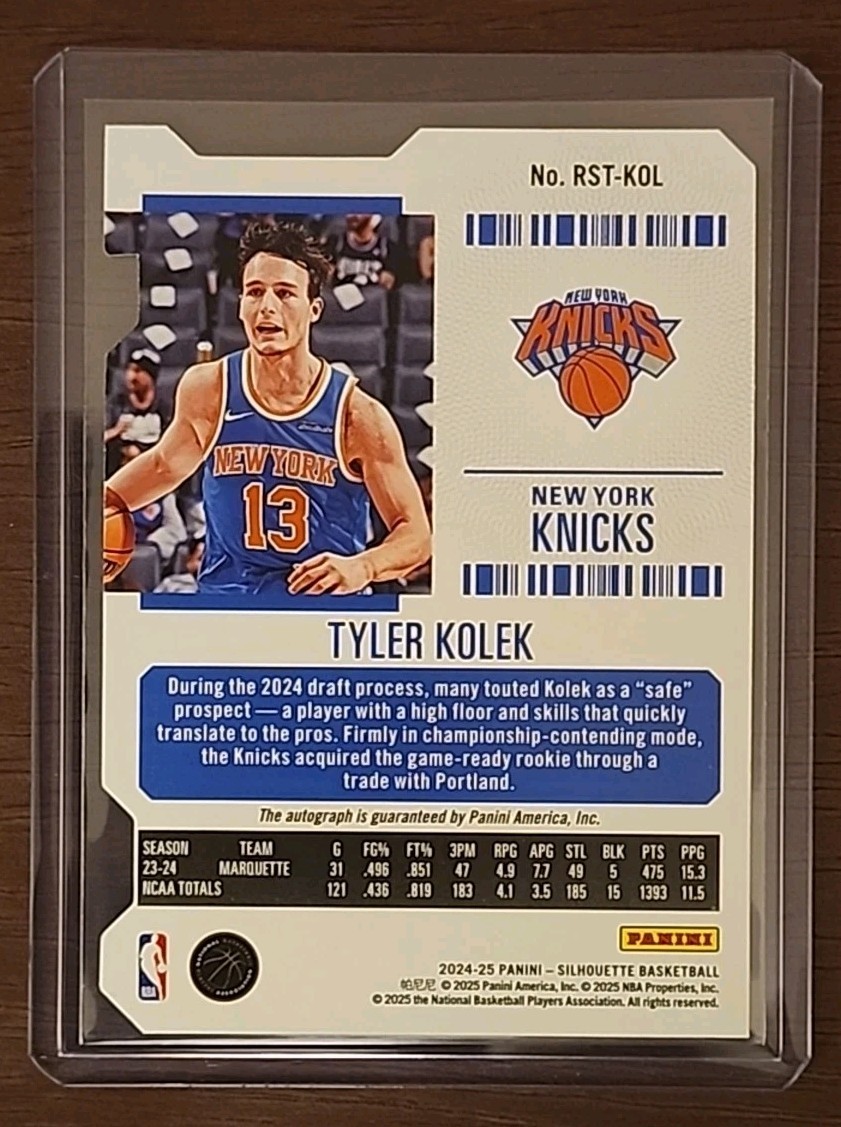 No. RST-KOL
NEW YORK
KNICKS
NEW YORK
13
NEW YORK
KNICKS
TYLER KOLEK
During the 2024 draft process, many touted Kolek as a “safe”
prospect — a player with a high floor and skills that quickly
translate to the pros. Firmly in championship-contending mode,
the Knicks acquired the game-ready rookie through a
trade with Portland.
The autograph is guaranteed by Panini America, Inc.
SEASON TEAM G FG% FT% 3PM RPG APG STL BLK PTS PPG
23-24 MARQUETTE 31 .496 .851 47 4.9 7.7 49 5 475 15.3
NCAA TOTALS 121 .436 .819 183 4.1 3.5 185 15 1393 11.5
PANINI
NBA
2024-25 PANINI – SILHOUETTE BASKETBALL
帕尼尼 © 2025 Panini America, Inc. © 2025 NBA Properties, Inc.
© 2025 the National Basketball Players Association. All rights reserved.